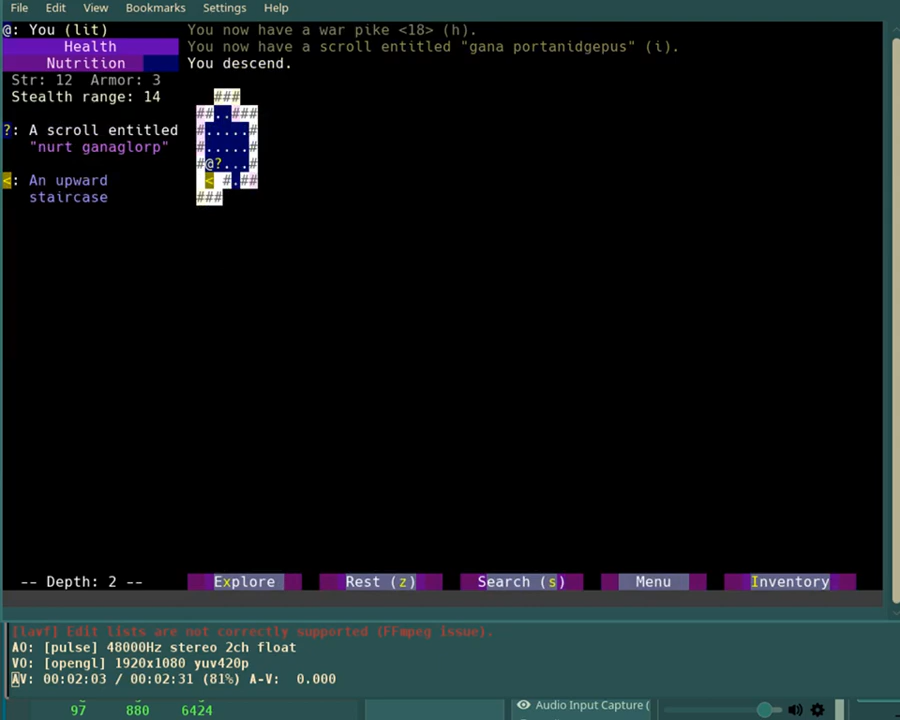 File Edit View Bookmarks Settings Help
@: You (lit)
You now have a war pike <18> (h).
Health
You now have a scroll entitled "gana portanidgepus" (i).
Nutrition
You descend.
Str: 12 Armor: 3
Stealth range: 14
###
##..###
?: A scroll entitled
#.....#
"nurt ganaglorp"
#.....#
#@?...#
<: An upward
< #.##
staircase
###
-- Depth: 2 --
Explore
Rest (z)
Search (s)
Menu
Inventory
[lavf] Edit lists are not correctly supported (FFmpeg issue).
AO: [pulse] 48000Hz stereo 2ch float
VO: [opengl] 1920x1080 yuv420p
AV: 00:02:03 / 00:02:31 (81%) A-V: 0.000
97 880 6424
Audio Input Capture (